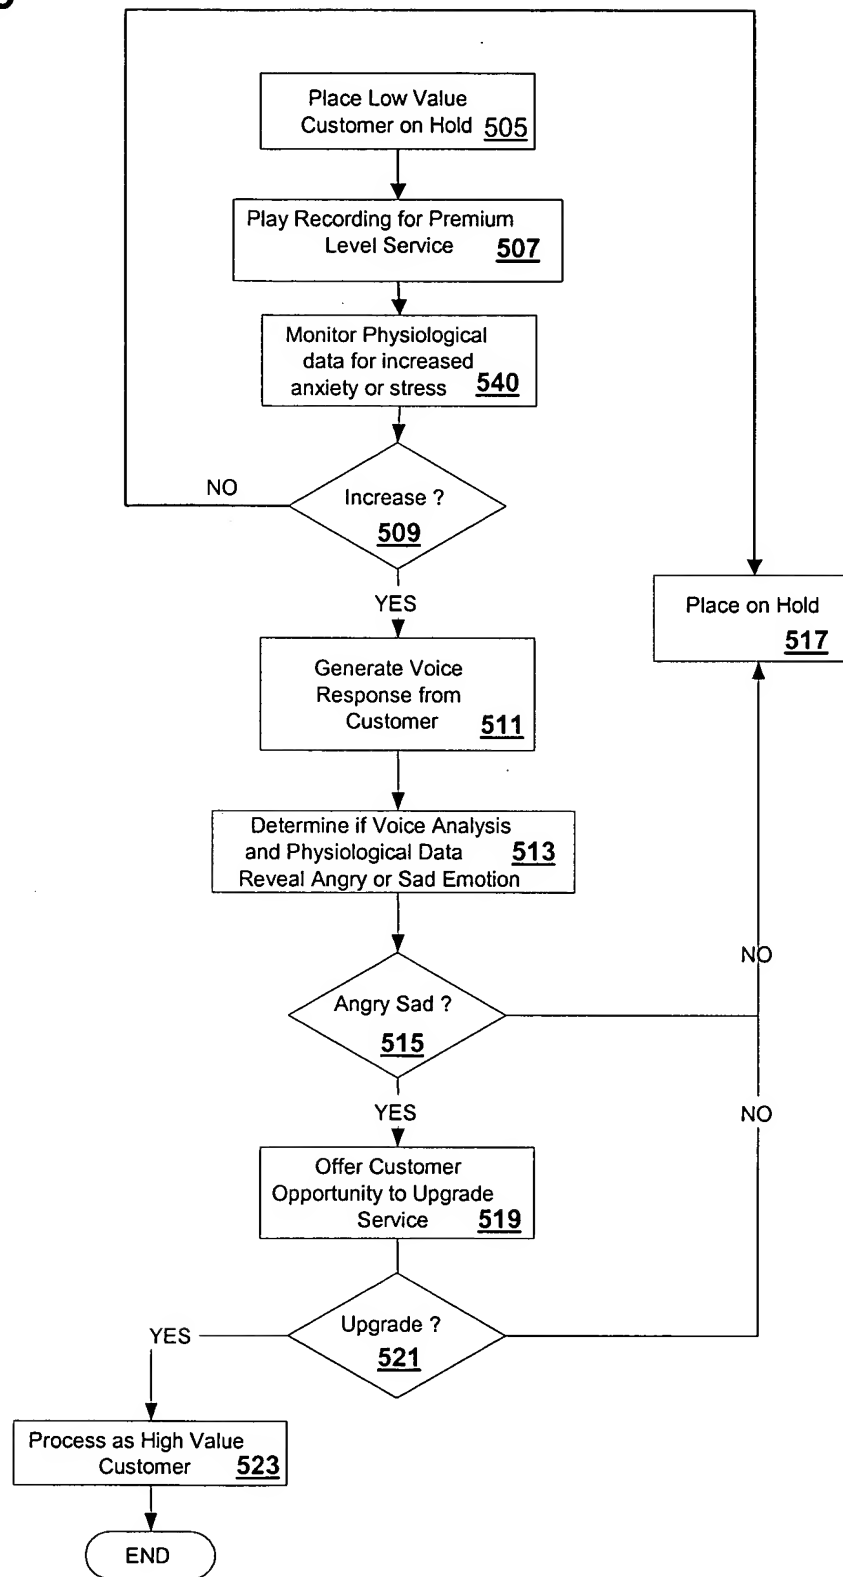 Place Low Value
Customer on Hold 505
Play Recording for Premium
Level Service 507
Monitor Physiological
data for increased
anxiety or stress 540
NO
Increase ?
509
YES
Place on Hold
517
Generate Voice
Response from
Customer 511
Determine if Voice Analysis
and Physiological Data 513
Reveal Angry or Sad Emotion
NO
Angry Sad ?
515
YES
NO
Offer Customer
Opportunity to Upgrade
Service 519
YES
Upgrade ?
521
Process as High Value
Customer 523
END